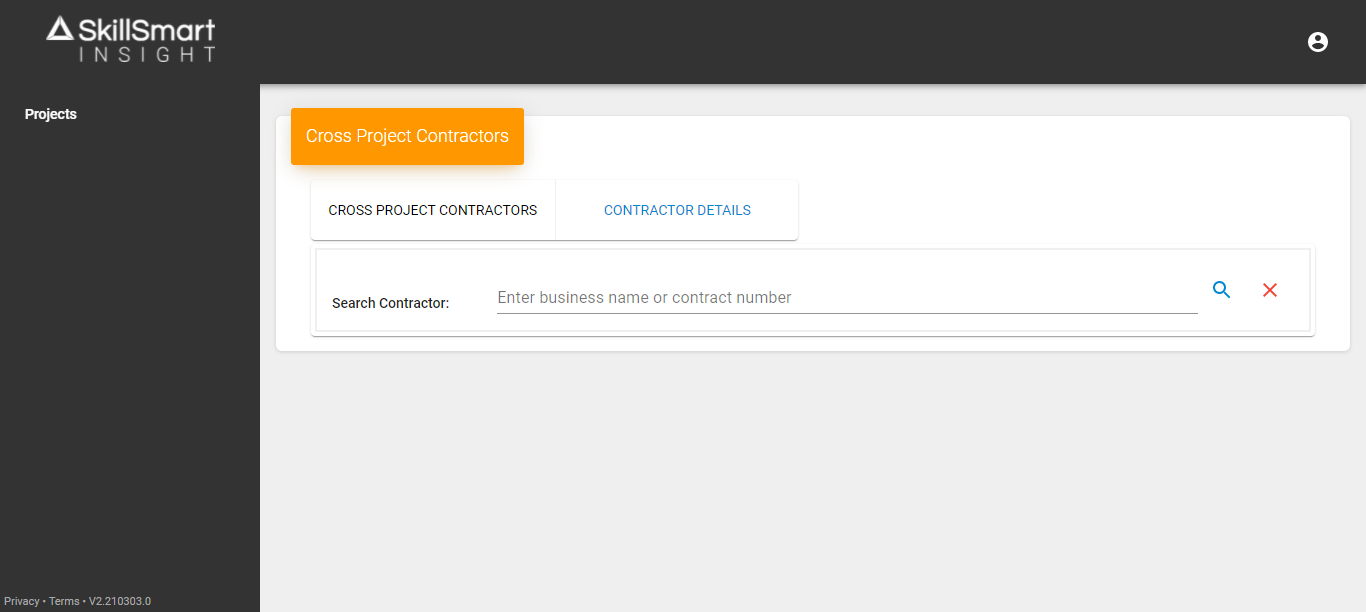 SkillSmart
INSIGHT
Projects
Cross Project Contractors
CROSS PROJECT CONTRACTORS
CONTRACTOR DETAILS
Search Contractor:
Enter business name or contract number
Privacy • Terms • V2.210303.0